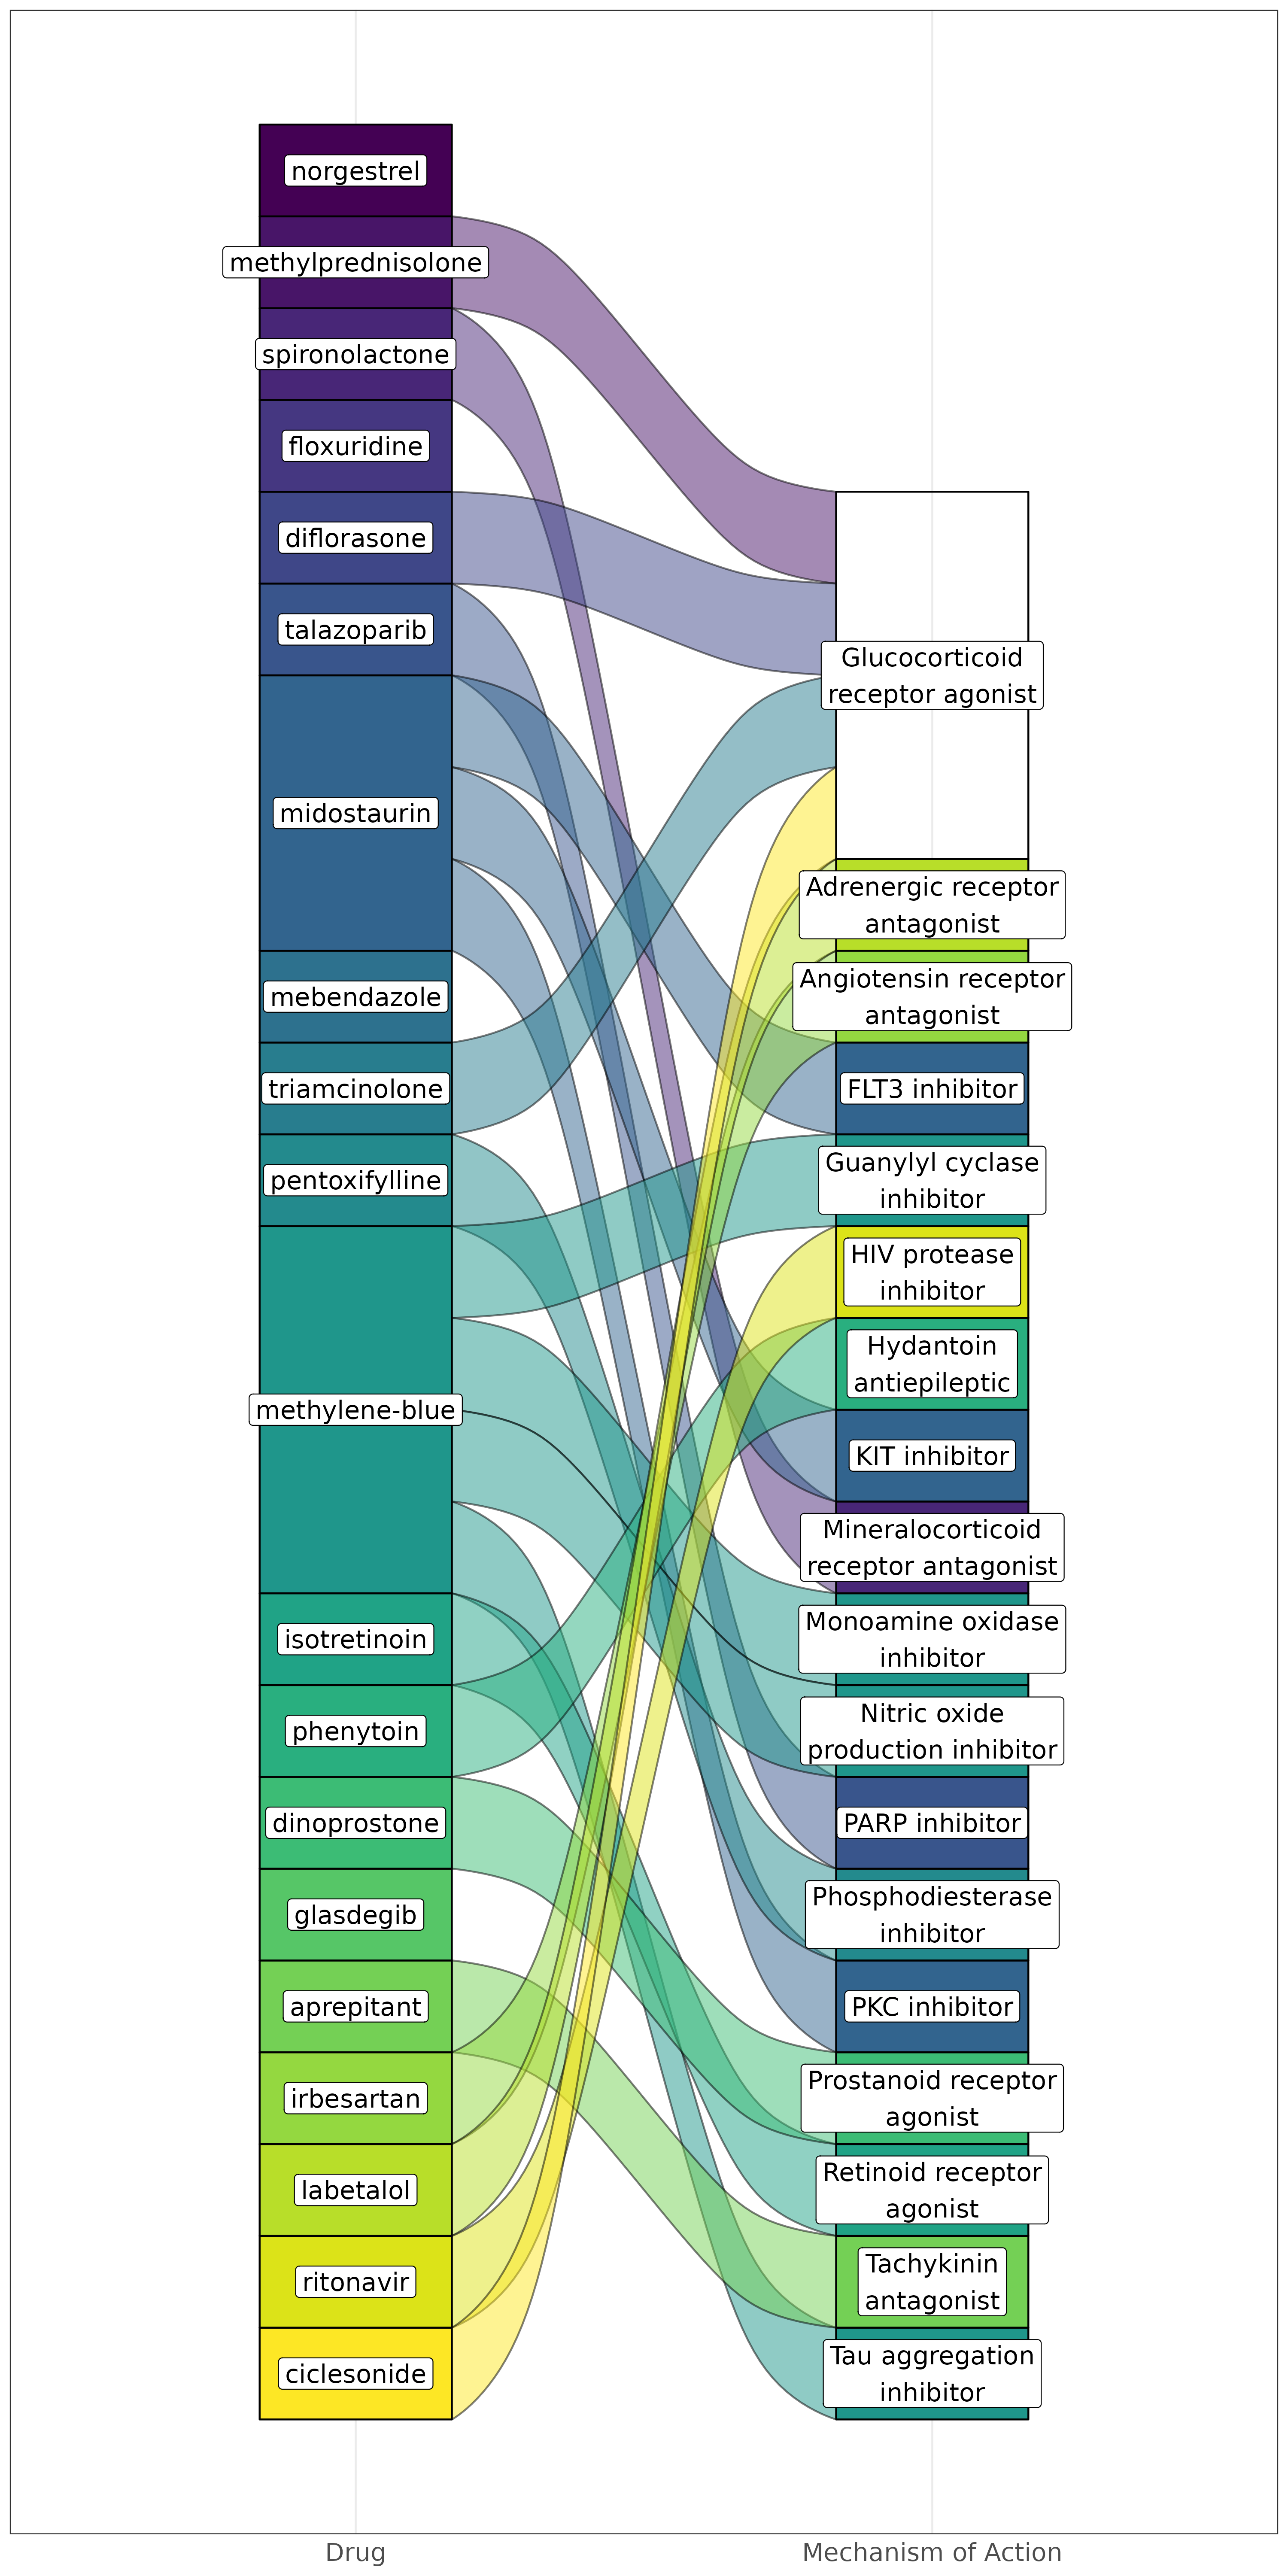 norgestrel
methylprednisolone
spironolactone
floxuridine
diflorasone
talazoparib
midostaurin
mebendazole
triamcinolone
pentoxifylline
methylene-blue
isotretinoin
phenytoin
dinoprostone
glasdegib
aprepitant
irbesartan
labetalol
ritonavir
ciclesonide
Glucocorticoid
receptor agonist
Adrenergic receptor
antagonist
Angiotensin receptor
antagonist
FLT3 inhibitor
Guanylyl cyclase
inhibitor
HIV protease
inhibitor
Hydantoin
antiepileptic
KIT inhibitor
Mineralocorticoid
receptor antagonist
Monoamine oxidase
inhibitor
Nitric oxide
production inhibitor
PARP inhibitor
Phosphodiesterase
inhibitor
PKC inhibitor
Prostanoid receptor
agonist
Retinoid receptor
agonist
Tachykinin
antagonist
Tau aggregation
inhibitor
Drug
Mechanism of Action